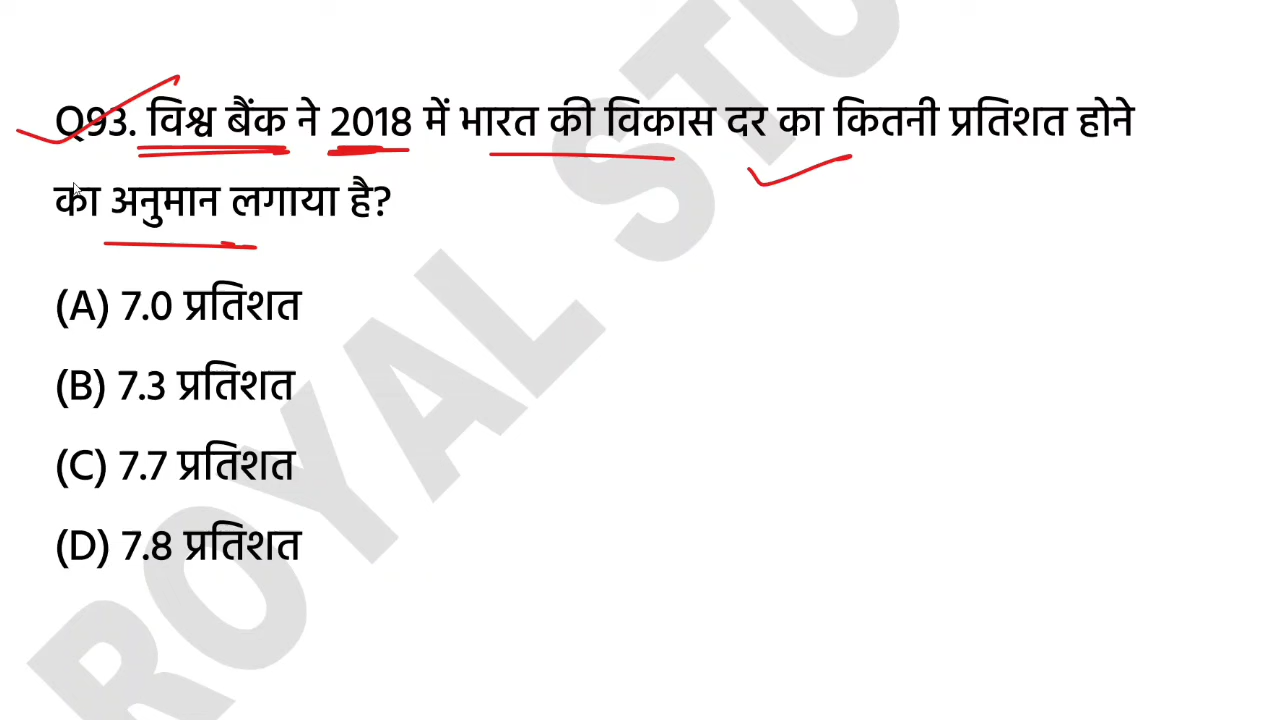 Q93. विश्व बैंक ने 2018 में भारत की विकास दर का कितनी प्रतिशत होने
का अनुमान लगाया है?
(A) 7.0 प्रतिशत
(B) 7.3 प्रतिशत
(C) 7.7 प्रतिशत
(D) 7.8 प्रतिशत
ROYAL STU